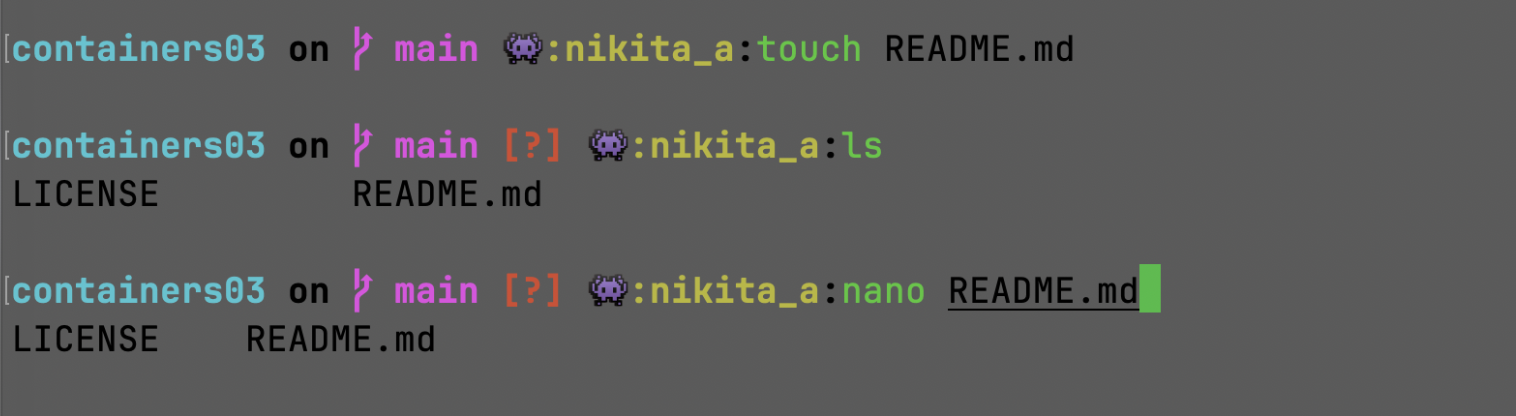 containers03 on main 👾:nikita_a:touch README.md
containers03 on main [?] 👾:nikita_a:ls
LICENSE README.md
containers03 on main [?] 👾:nikita_a:nano README.md
LICENSE README.md